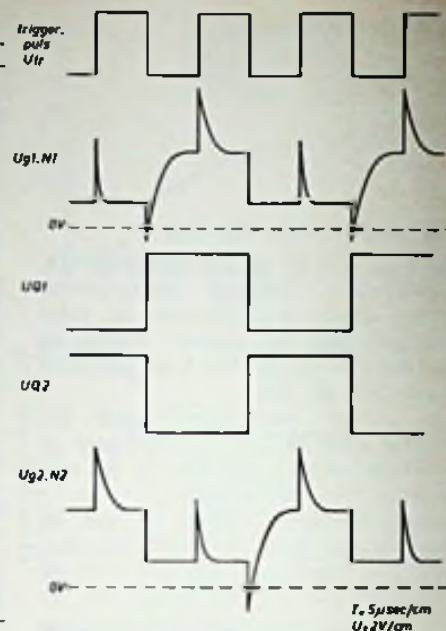 trigger.
puls
Utr
Ug1.N1
0V
UQ1
UQ2
Ug2.N2
0V
T. 5µsec/cm
U: 2V/cm